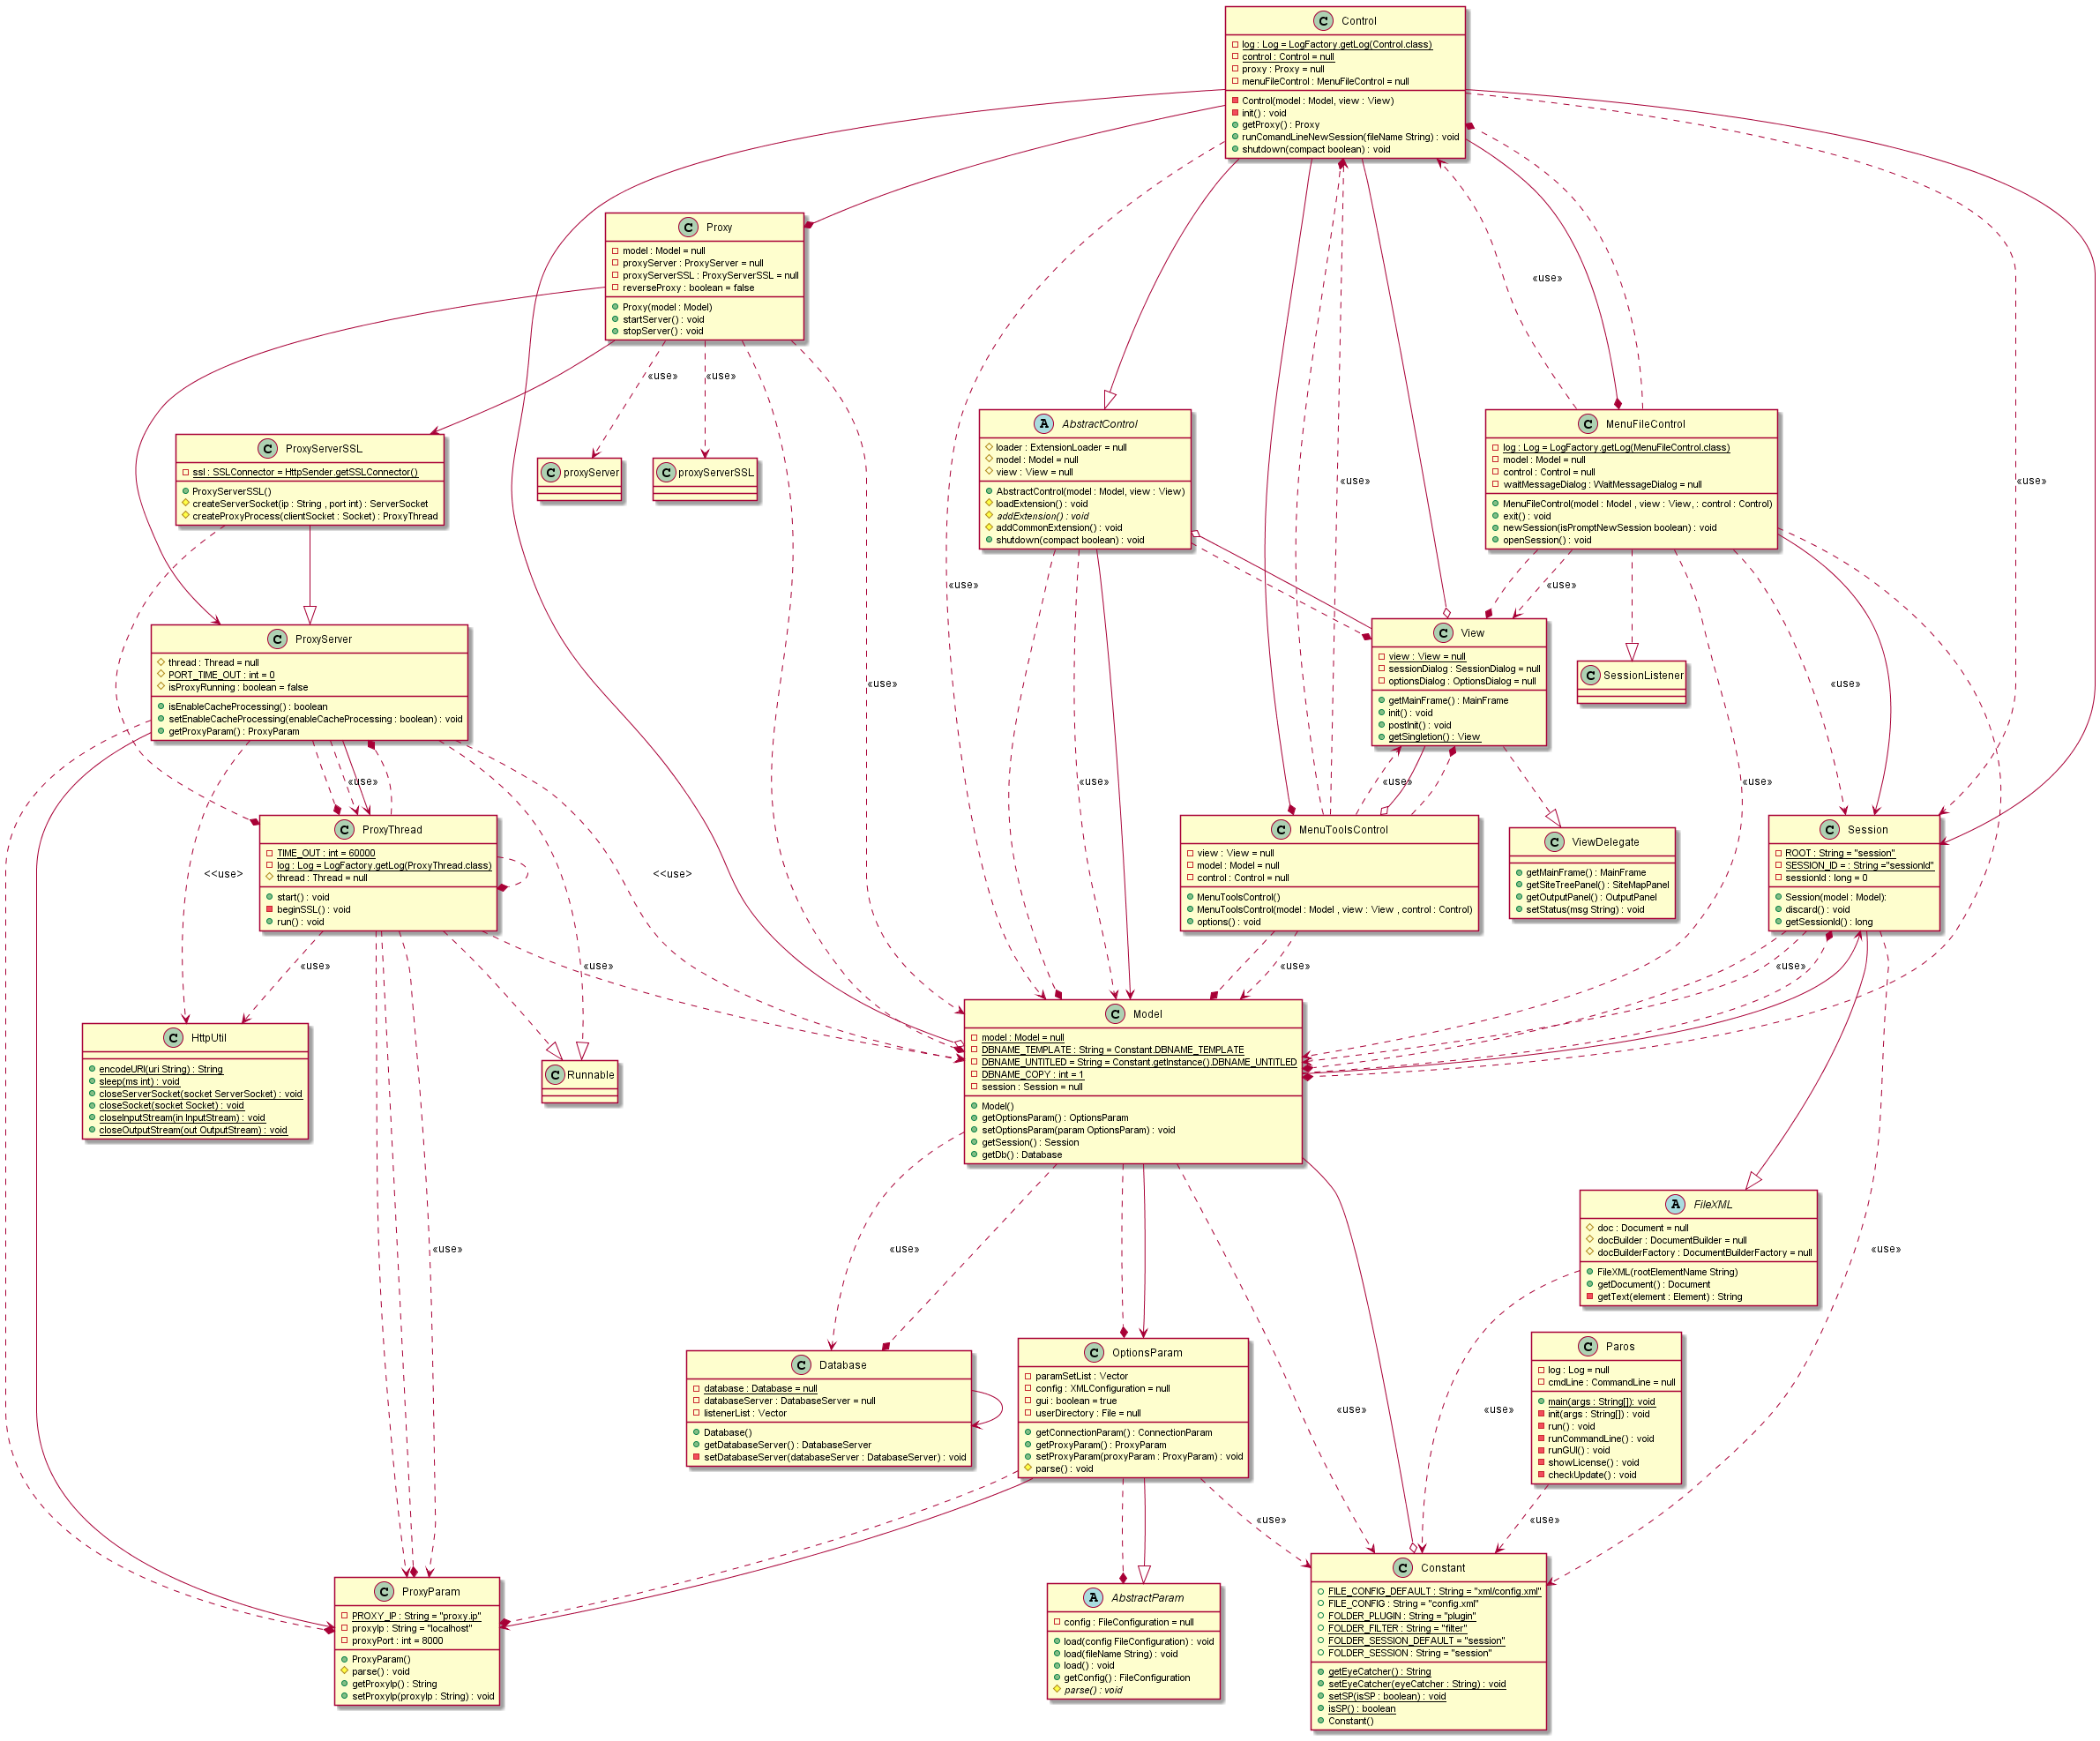 C Control
log : Log = LogFactory.getLog(Control.class)
control : Control = null
proxy : Proxy = null
menuFileControl : MenuFileControl = null
Control(model : Model, view : View)
init() : void
getProxy() : Proxy
runComandLineNewSession(fileName String) : void
shutdown(compact boolean) : void
C Proxy
model : Model = null
proxyServer : ProxyServer = null
proxyServerSSL : ProxyServerSSL = null
reverseProxy : boolean = false
Proxy(model : Model)
startServer() : void
stopServer() : void
«use»
«use»
«use»
«use»
«use»
«use»
C ProxyServerSSL
ssl : SSLConnector = HttpSender.getSSLConnector()
ProxyServerSSL()
createServerSocket(ip : String , port int) : ServerSocket
createProxyProcess(clientSocket : Socket) : ProxyThread
C proxyServer
C proxyServerSSL
A AbstractControl
loader : ExtensionLoader = null
model : Model = null
view : View = null
AbstractControl(model : Model, view : View)
loadExtension() : void
addExtension() : void
addCommonExtension() : void
shutdown(compact boolean) : void
C MenuFileControl
log : Log = LogFactory.getLog(MenuFileControl.class)
model : Model = null
control : Control = null
waitMessageDialog : WaitMessageDialog = null
MenuFileControl(model : Model , view : View, : control : Control)
exit() : void
newSession(isPromptNewSession boolean) : void
openSession() : void
«use»
«use»
«use»
C ProxyServer
thread : Thread = null
PORT_TIME_OUT : int = 0
isProxyRunning : boolean = false
isEnableCacheProcessing() : boolean
setEnableCacheProcessing(enableCacheProcessing : boolean) : void
getProxyParam() : ProxyParam
C View
view : View = null
sessionDialog : SessionDialog = null
optionsDialog : OptionsDialog = null
getMainFrame() : MainFrame
init() : void
postInit() : void
getSingletion() : View
C SessionListener
«use»
«use»
«use»
«use»
«use»
C ProxyThread
TIME_OUT : int = 60000
log : Log = LogFactory.getLog(ProxyThread.class)
thread : Thread = null
start() : void
beginSSL() : void
run() : void
<<use>
<<use>
C MenuToolsControl
view : View = null
model : Model = null
control : Control = null
MenuToolsControl()
MenuToolsControl(model : Model , view : View , control : Control)
options() : void
C ViewDelegate
getMainFrame() : MainFrame
getSiteTreePanel() : SiteMapPanel
getOutputPanel() : OutputPanel
setStatus(msg String) : void
C Session
ROOT : String = "session"
SESSION_ID = : String ="sessionId"
sessionId : long = 0
Session(model : Model):
discard() : void
getSessionId() : long
«use»
«use»
«use»
«use»
C HttpUtil
encodeURI(uri String) : String
sleep(ms int) : void
closeServerSocket(socket ServerSocket) : void
closeSocket(socket Socket) : void
closeInputStream(in InputStream) : void
closeOutputStream(out OutputStream) : void
C Runnable
C Model
model : Model = null
DBNAME_TEMPLATE : String = Constant.DBNAME_TEMPLATE
DBNAME_UNTITLED = String = Constant.getInstance().DBNAME_UNTITLED
DBNAME_COPY : int = 1
session : Session = null
Model()
getOptionsParam() : OptionsParam
setOptionsParam(param OptionsParam) : void
getSession() : Session
getDb() : Database
A FileXML
doc : Document = null
docBuilder : DocumentBuilder = null
docBuilderFactory : DocumentBuilderFactory = null
FileXML(rootElementName String)
getDocument() : Document
getText(element : Element) : String
«use»
«use»
«use»
C Database
database : Database = null
databaseServer : DatabaseServer = null
listenerList : Vector
Database()
getDatabaseServer() : DatabaseServer
setDatabaseServer(databaseServer : DatabaseServer) : void
C OptionsParam
paramSetList : Vector
config : XMLConfiguration = null
gui : boolean = true
userDirectory : File = null
getConnectionParam() : ConnectionParam
getProxyParam() : ProxyParam
setProxyParam(proxyParam : ProxyParam) : void
parse() : void
«use»
«use»
C Paros
log : Log = null
cmdLine : CommandLine = null
main(args : String[]): void
init(args : String[]) : void
run() : void
runCommandLine() : void
runGUI() : void
showLicense() : void
checkUpdate() : void
«use»
«use»
C ProxyParam
PROXY_IP : String = "proxy.ip"
proxyIp : String = "localhost"
proxyPort : int = 8000
ProxyParam()
parse() : void
getProxyIp() : String
setProxyIp(proxyIp : String) : void
A AbstractParam
config : FileConfiguration = null
load(config FileConfiguration) : void
load(fileName String) : void
load() : void
getConfig() : FileConfiguration
parse() : void
C Constant
FILE_CONFIG_DEFAULT : String = "xml/config.xml"
FILE_CONFIG : String = "config.xml"
FOLDER_PLUGIN : String = "plugin"
FOLDER_FILTER : String = "filter"
FOLDER_SESSION_DEFAULT = "session"
FOLDER_SESSION : String = "session"
getEyeCatcher() : String
setEyeCatcher(eyeCatcher : String) : void
setSP(isSP : boolean) : void
isSP() : boolean
Constant()